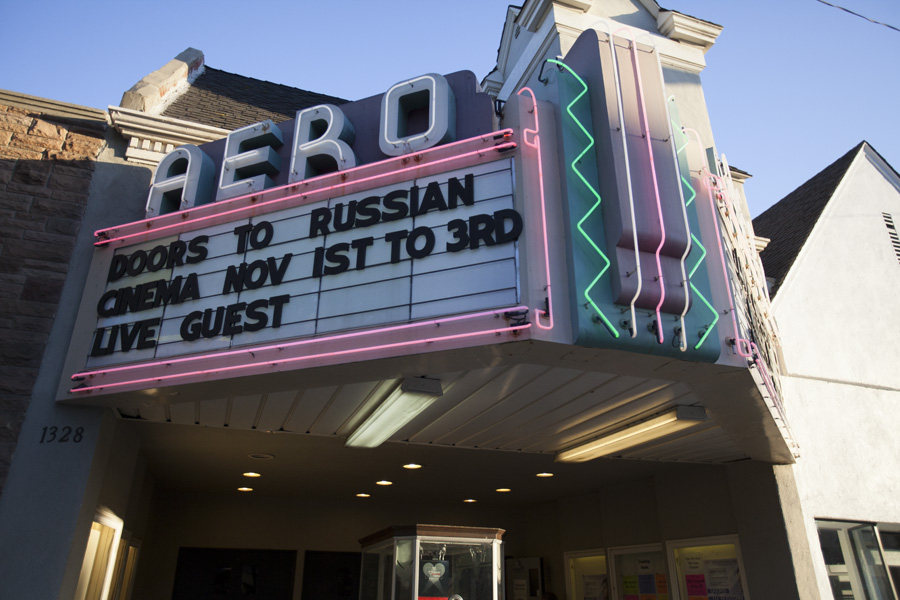 AERO
DOORS TO RUSSIAN
CINEMA NOV 1ST TO 3RD
LIVE GUEST
1328